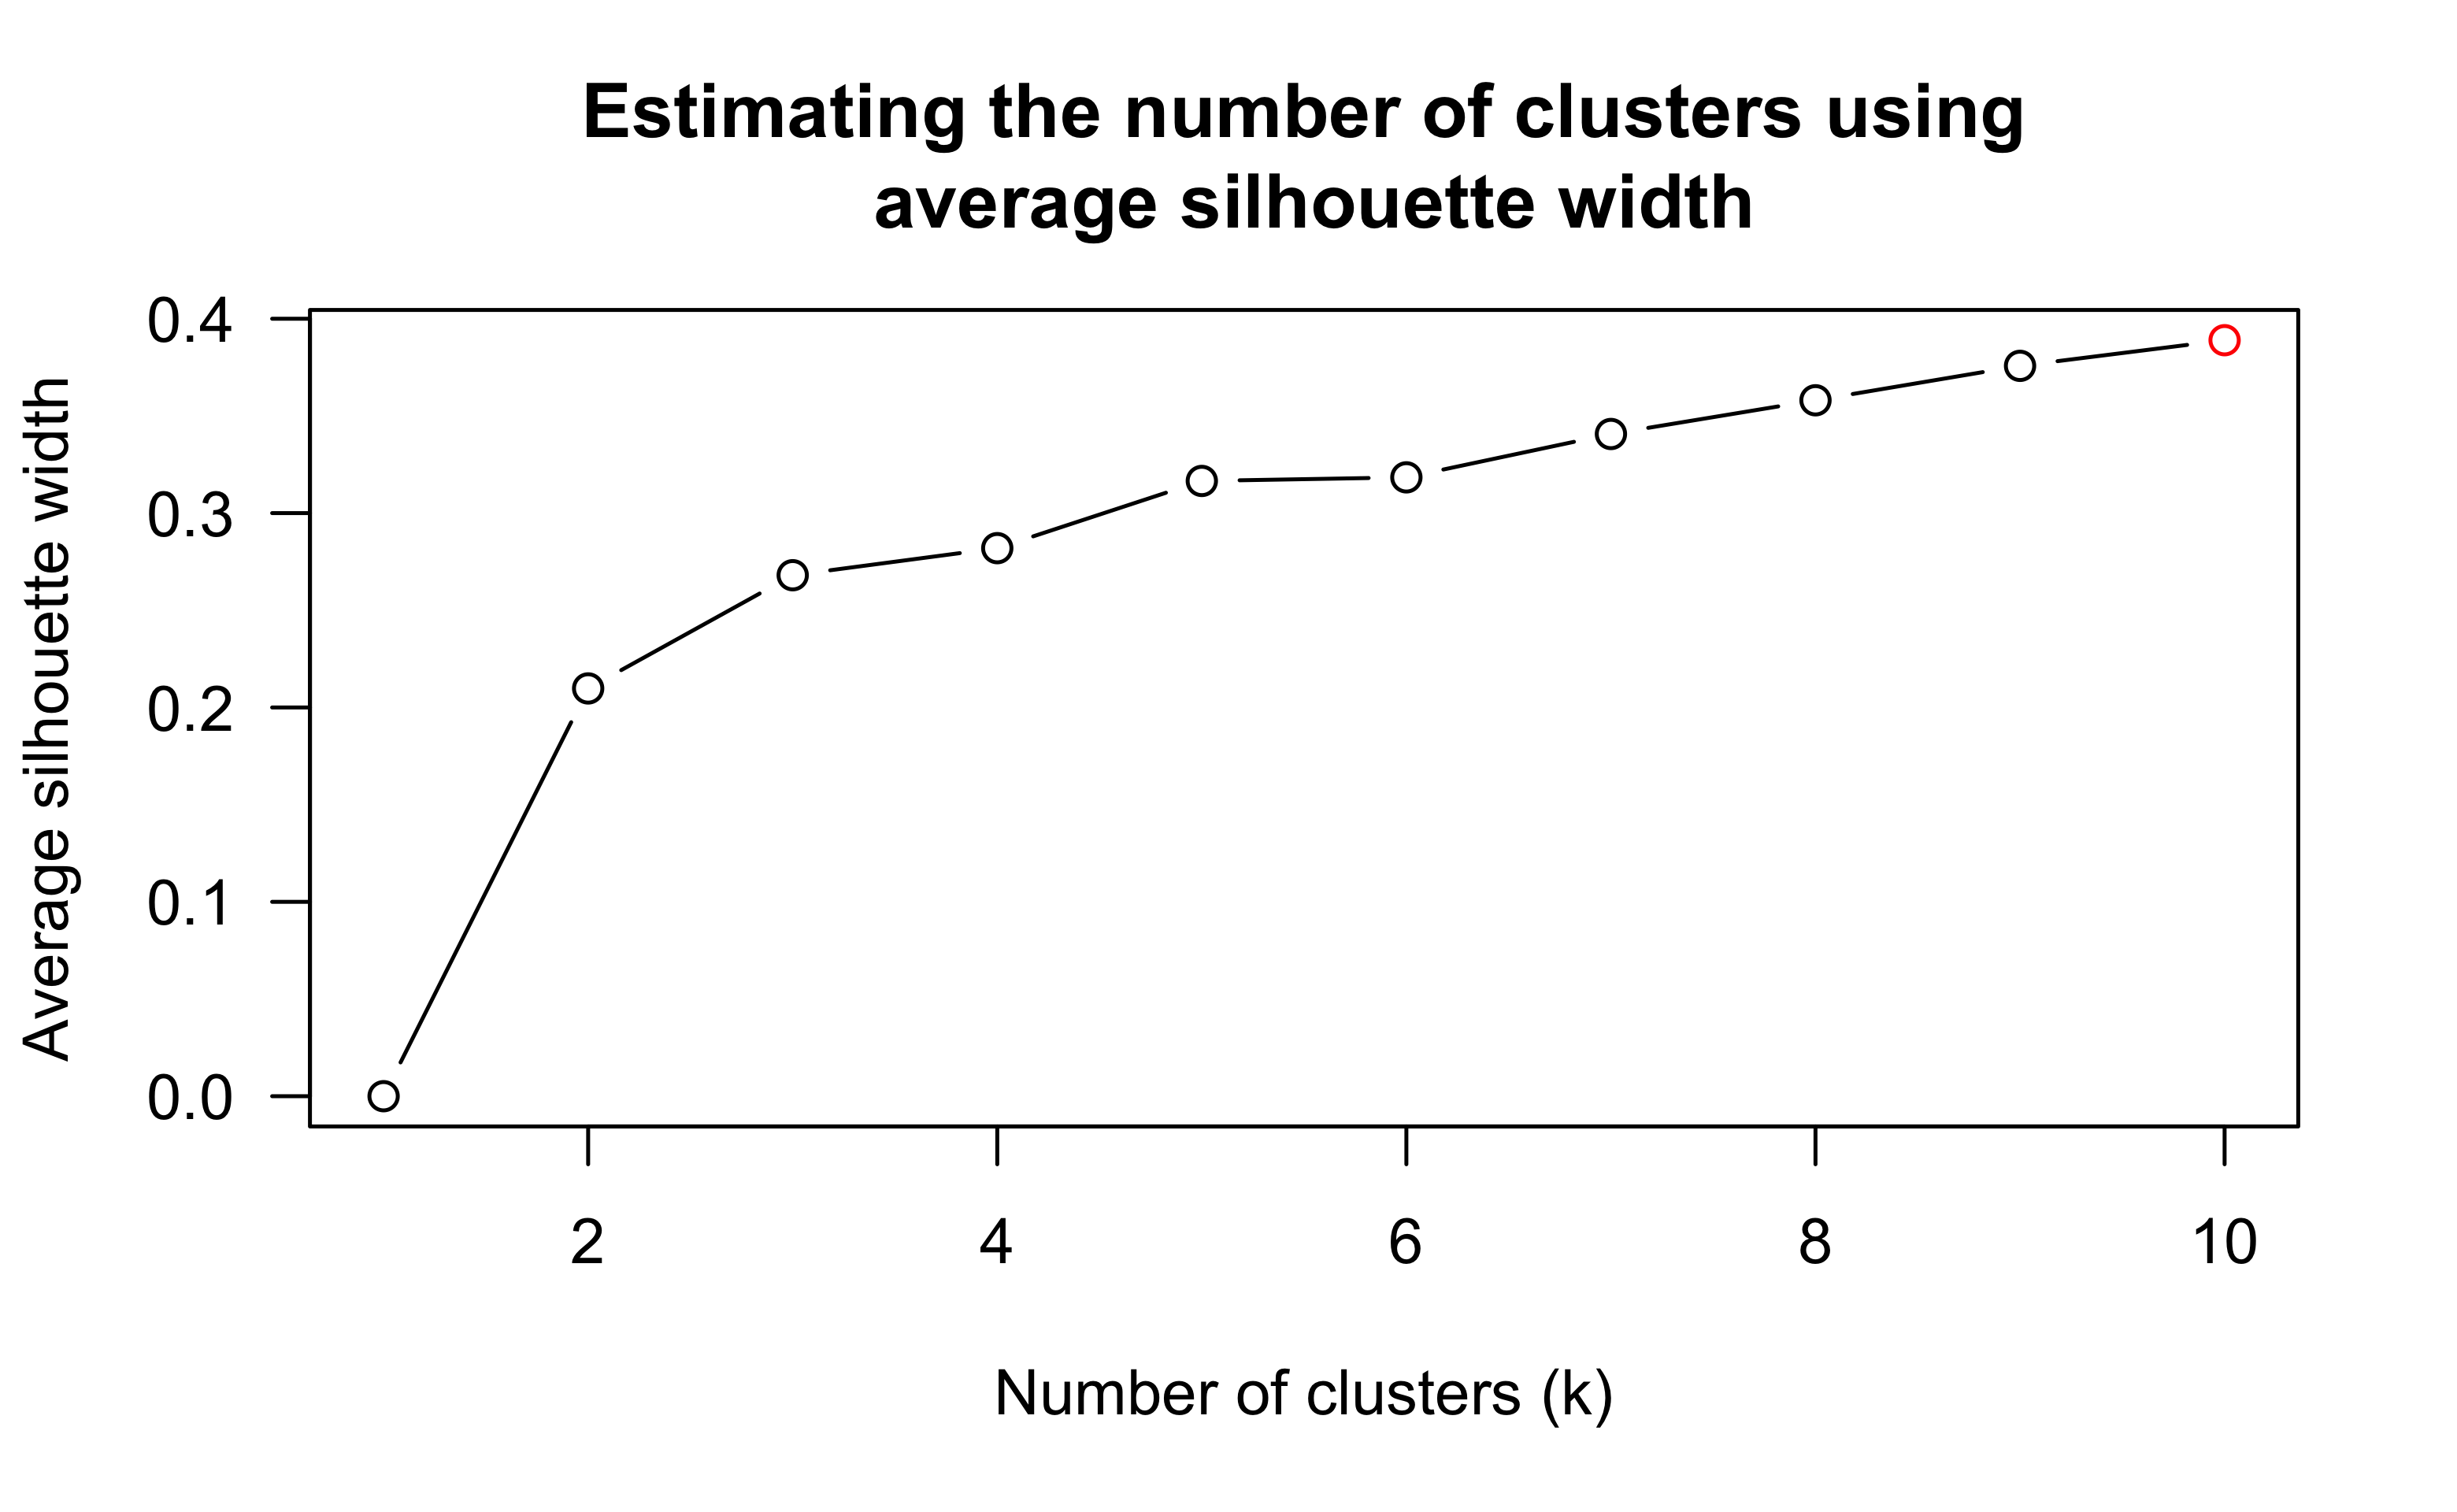 Estimating the number of clusters using
average silhouette width
Average silhouette width
0.4
0.3
0.2
0.1
0.0
2 4 6 8 10
Number of clusters (k)